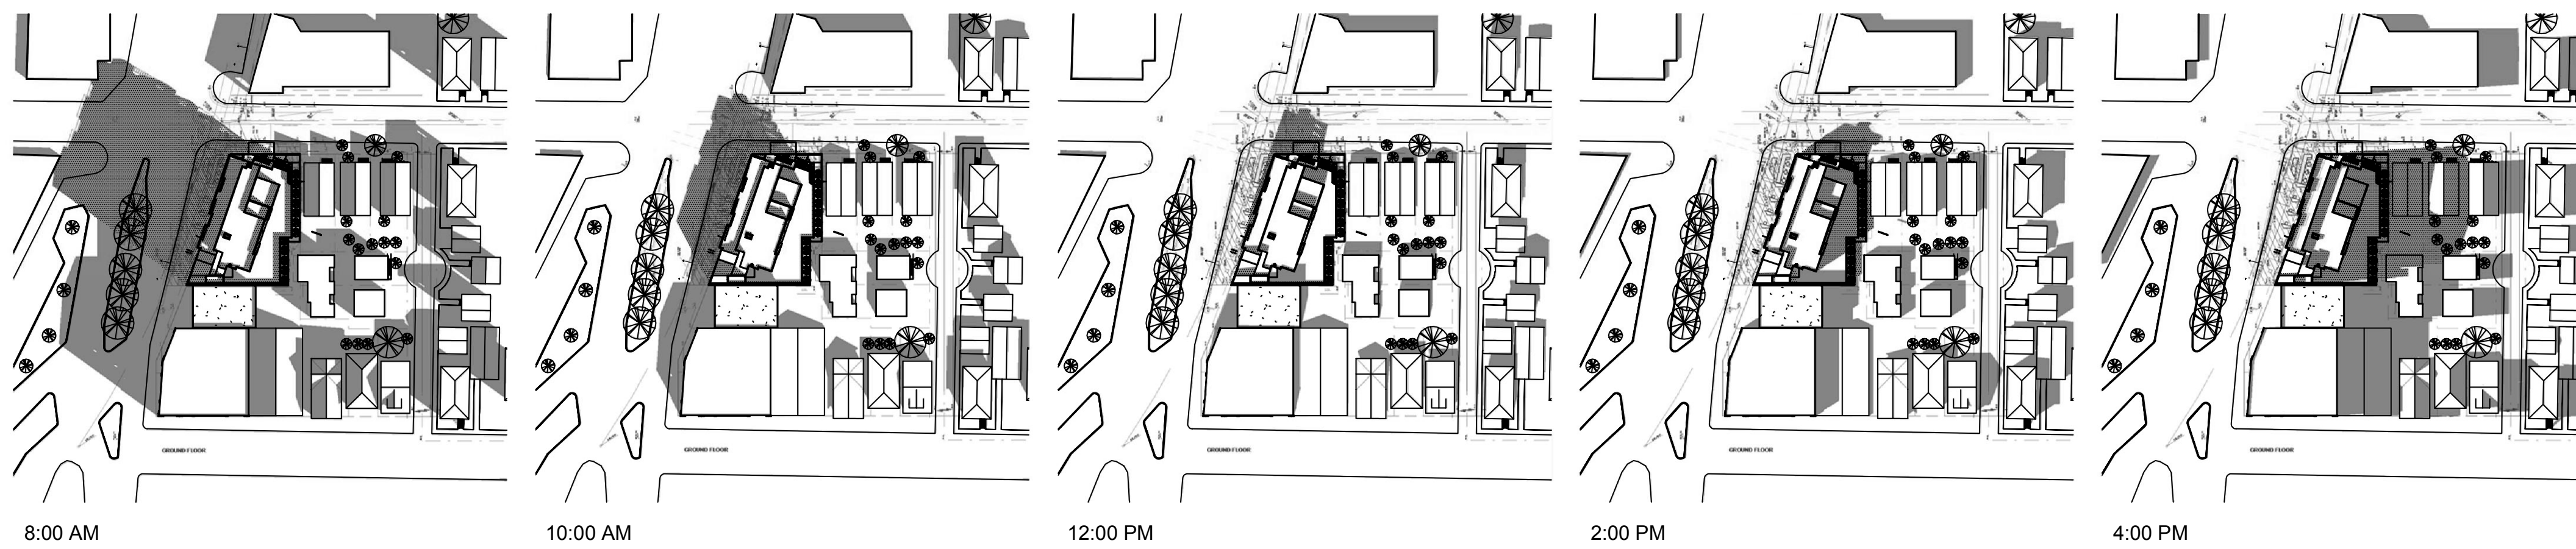 GROUND FLOOR
GROUND FLOOR
GROUND FLOOR
GROUND FLOOR
GROUND FLOOR
8:00 AM
10:00 AM
12:00 PM
2:00 PM
4:00 PM